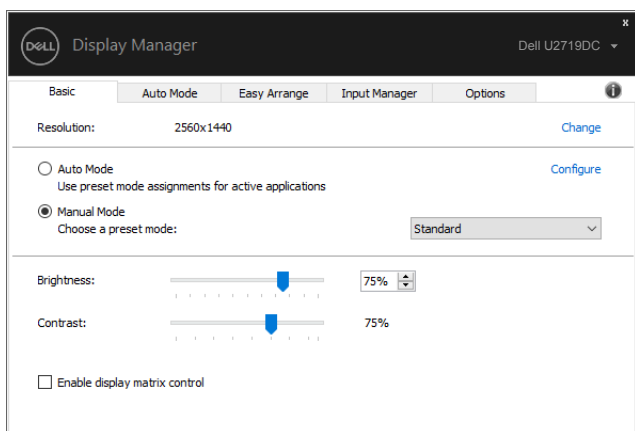 x
DELL Display Manager Dell U2719DC
Basic Auto Mode Easy Arrange Input Manager Options i
Resolution: 2560x1440 Change
Auto Mode Configure
Use preset mode assignments for active applications
Manual Mode
Choose a preset mode: Standard
Brightness: 75%
Contrast: 75%
Enable display matrix control